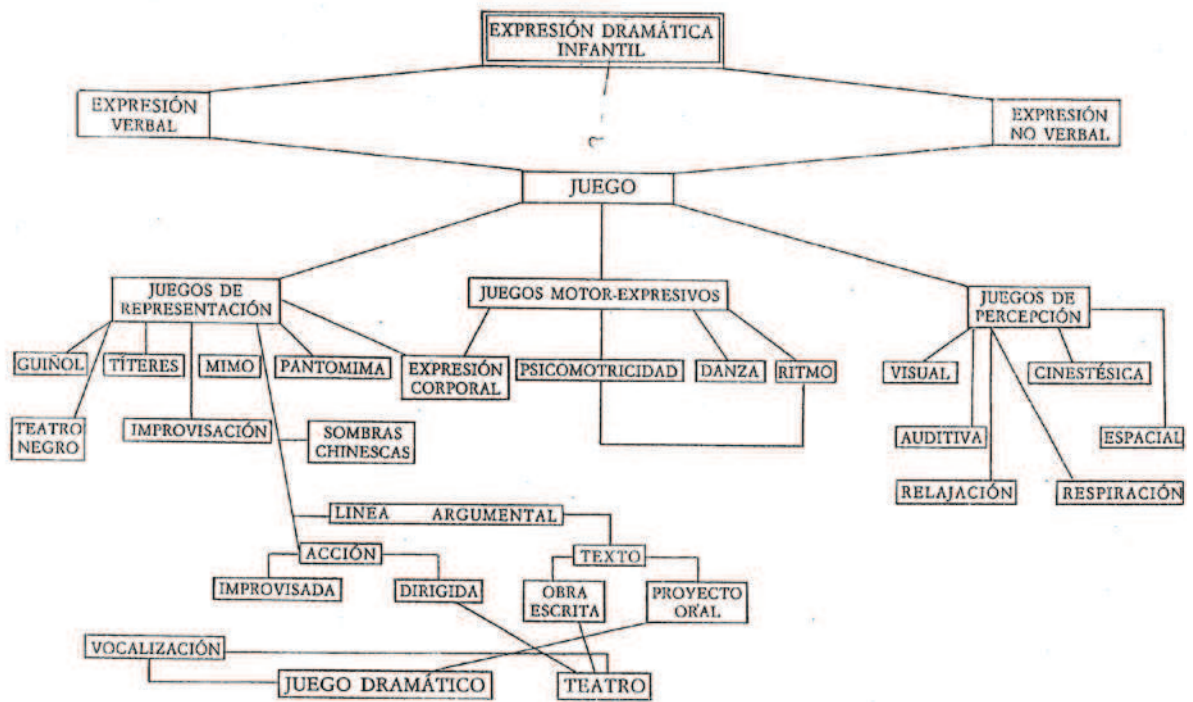 EXPRESIÓN DRAMÁTICA
INFANTIL
EXPRESIÓN
VERBAL
EXPRESIÓN
NO VERBAL
JUEGO
JUEGOS DE
REPRESENTACIÓN
JUEGOS MOTOR-EXPRESIVOS
JUEGOS DE
PERCEPCIÓN
GUIÑOL
TÍTERES
MIMO
PANTOMIMA
EXPRESIÓN
CORPORAL
PSICOMOTRICIDAD
DANZA
RITMO
VISUAL
CINESTÉSICA
TEATRO
NEGRO
IMPROVISACIÓN
SOMBRAS
CHINESCAS
AUDITIVA
ESPACIAL
RELAJACIÓN
RESPIRACIÓN
LINEA ARGUMENTAL
ACCIÓN
TEXTO
IMPROVISADA
DIRIGIDA
OBRA
ESCRITA
PROYECTO
ORAL
VOCALIZACIÓN
JUEGO DRAMÁTICO
TEATRO